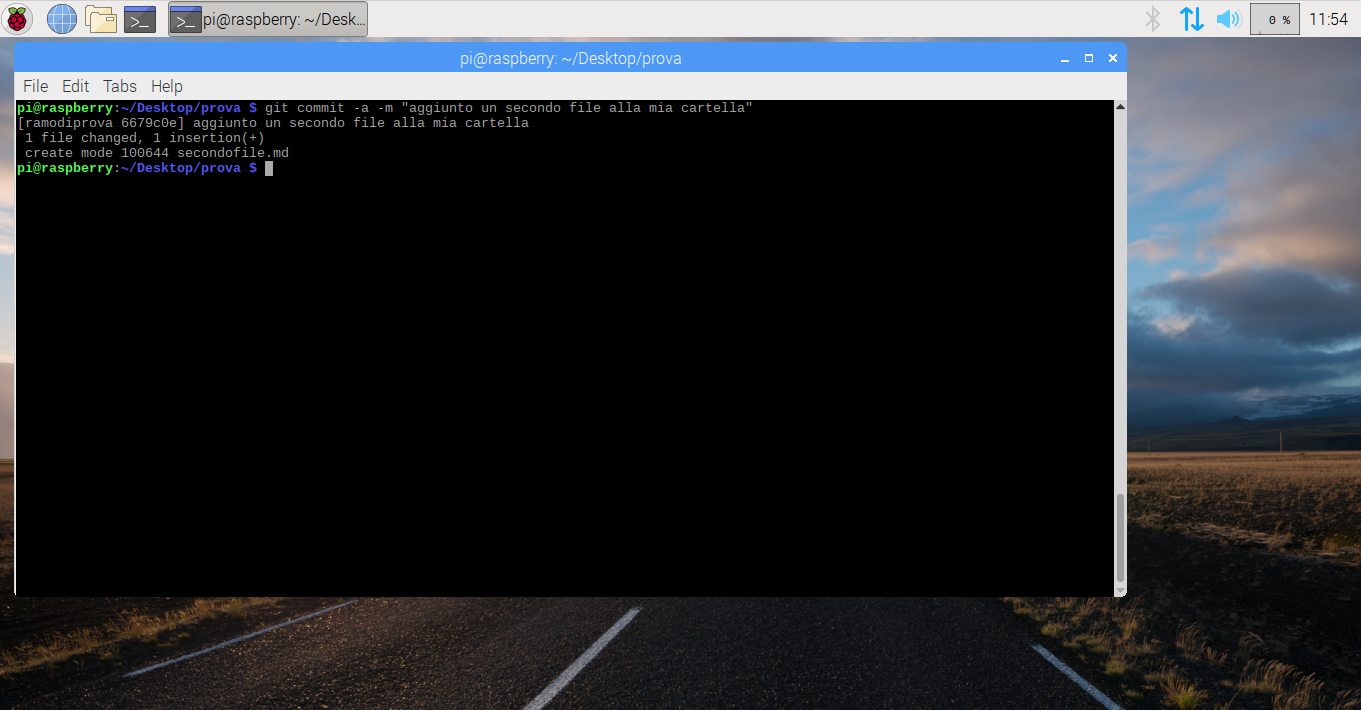 pi@raspberry: ~/Desk...
0 %
11:54
pi@raspberry: ~/Desktop/prova
File Edit Tabs Help
pi@raspberry:~/Desktop/prova $ git commit -a -m "aggiunto un secondo file alla mia cartella"
[ramodiprova 6679c0e] aggiunto un secondo file alla mia cartella
 1 file changed, 1 insertion(+)
 create mode 100644 secondofile.md
pi@raspberry:~/Desktop/prova $